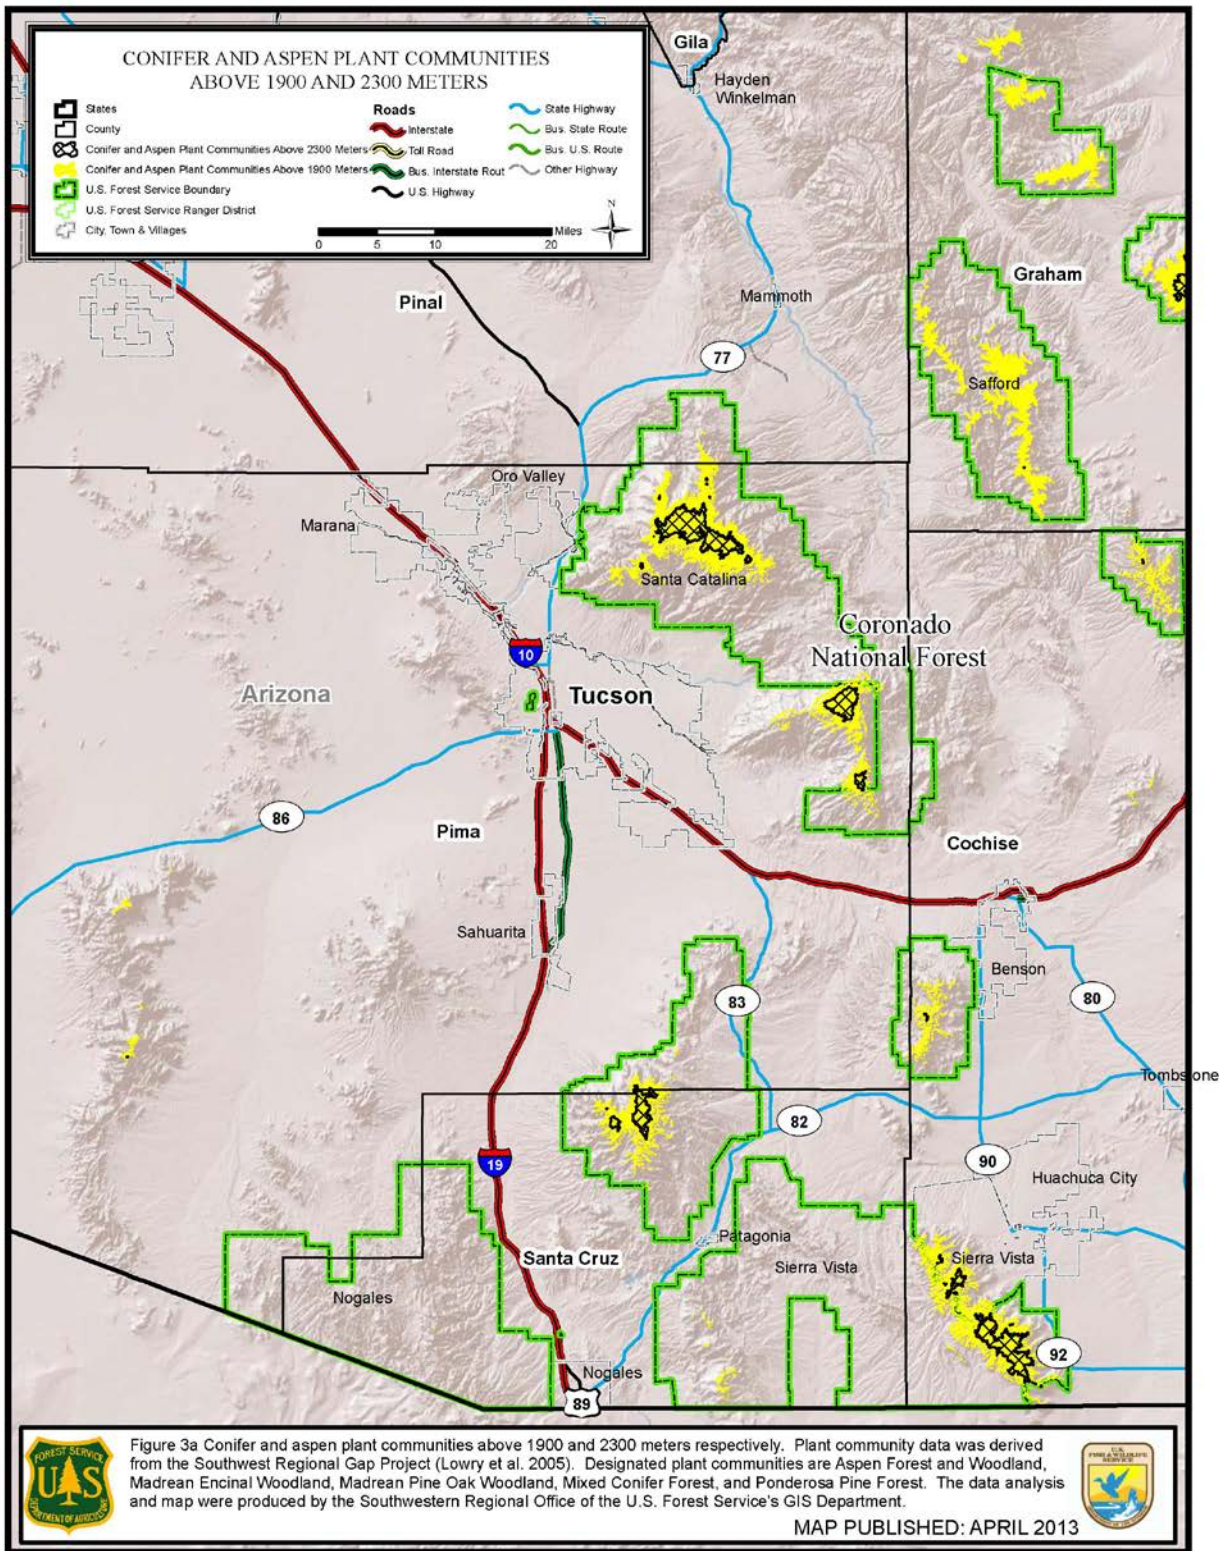 CONIFER AND ASPEN PLANT COMMUNITIES
ABOVE 1900 AND 2300 METERS
States
County
Conifer and Aspen Plant Communities Above 2300 Meters
Conifer and Aspen Plant Communities Above 1900 Meters
U.S. Forest Service Boundary
U.S. Forest Service Ranger District
City, Town & Villages
Roads
Interstate
Toll Road
Bus. Interstate Rout
U.S. Highway
State Highway
Bus. State Route
Bus. U.S. Route
Other Highway
N
0 5 10 20 Miles
Gila
Hayden
Winkelman
Graham
Pinal
Mammoth
77
Safford
Oro Valley
Marana
Santa Catalina
Coronado
National Forest
10
Arizona
Tucson
86
Pima
Cochise
Sahuarita
Benson
83
80
Tombstone
82
19
90
Huachuca City
Patagonia
Santa Cruz
Sierra Vista
Sierra Vista
Nogales
92
Nogales
89
FOREST SERVICE
US
DEPARTMENT OF AGRICULTURE
Figure 3a Conifer and aspen plant communities above 1900 and 2300 meters respectively. Plant community data was derived
from the Southwest Regional Gap Project (Lowry et al. 2005). Designated plant communities are Aspen Forest and Woodland,
Madrean Encinal Woodland, Madrean Pine Oak Woodland, Mixed Conifer Forest, and Ponderosa Pine Forest. The data analysis
and map were produced by the Southwestern Regional Office of the U.S. Forest Service's GIS Department.
MAP PUBLISHED: APRIL 2013
U.S.
FISH & WILDLIFE
SERVICE